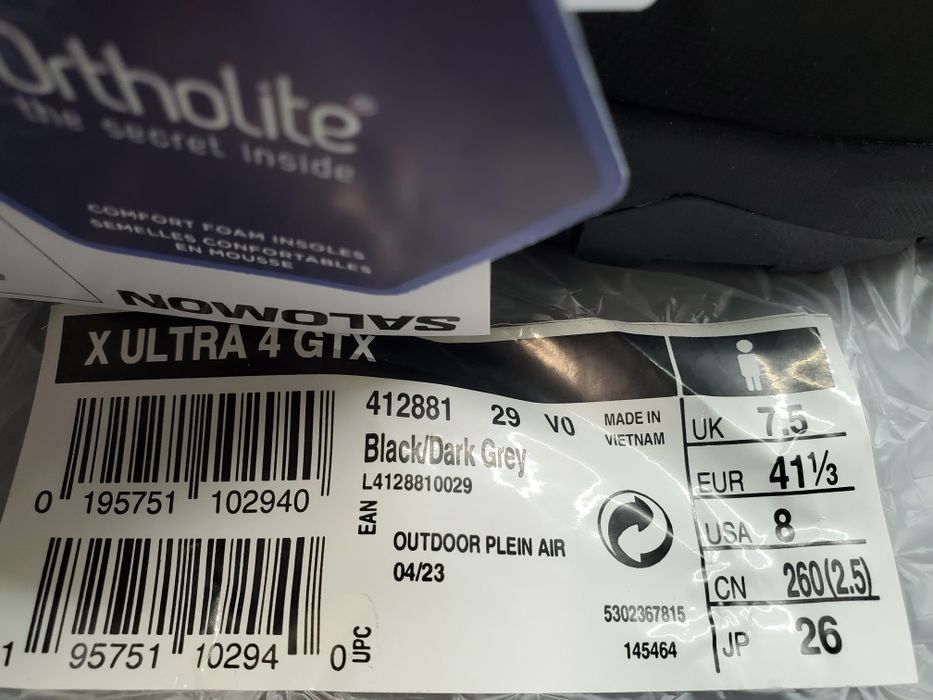 OrthoLite®
the secret inside
COMFORT FOAM INSOLES
SEMELLES CONFORTABLES
EN MOUSSE
SALOMON
X ULTRA 4 GTX
412881 29 V0
Black/Dark Grey
L4128810029
MADE IN
VIETNAM
0 195751 102940
EAN
OUTDOOR PLEIN AIR
04/23
1 95751 10294 0
UPC
5302367815
145464
UK 7.5
EUR 41⅓
USA 8
CN 260(2.5)
JP 26